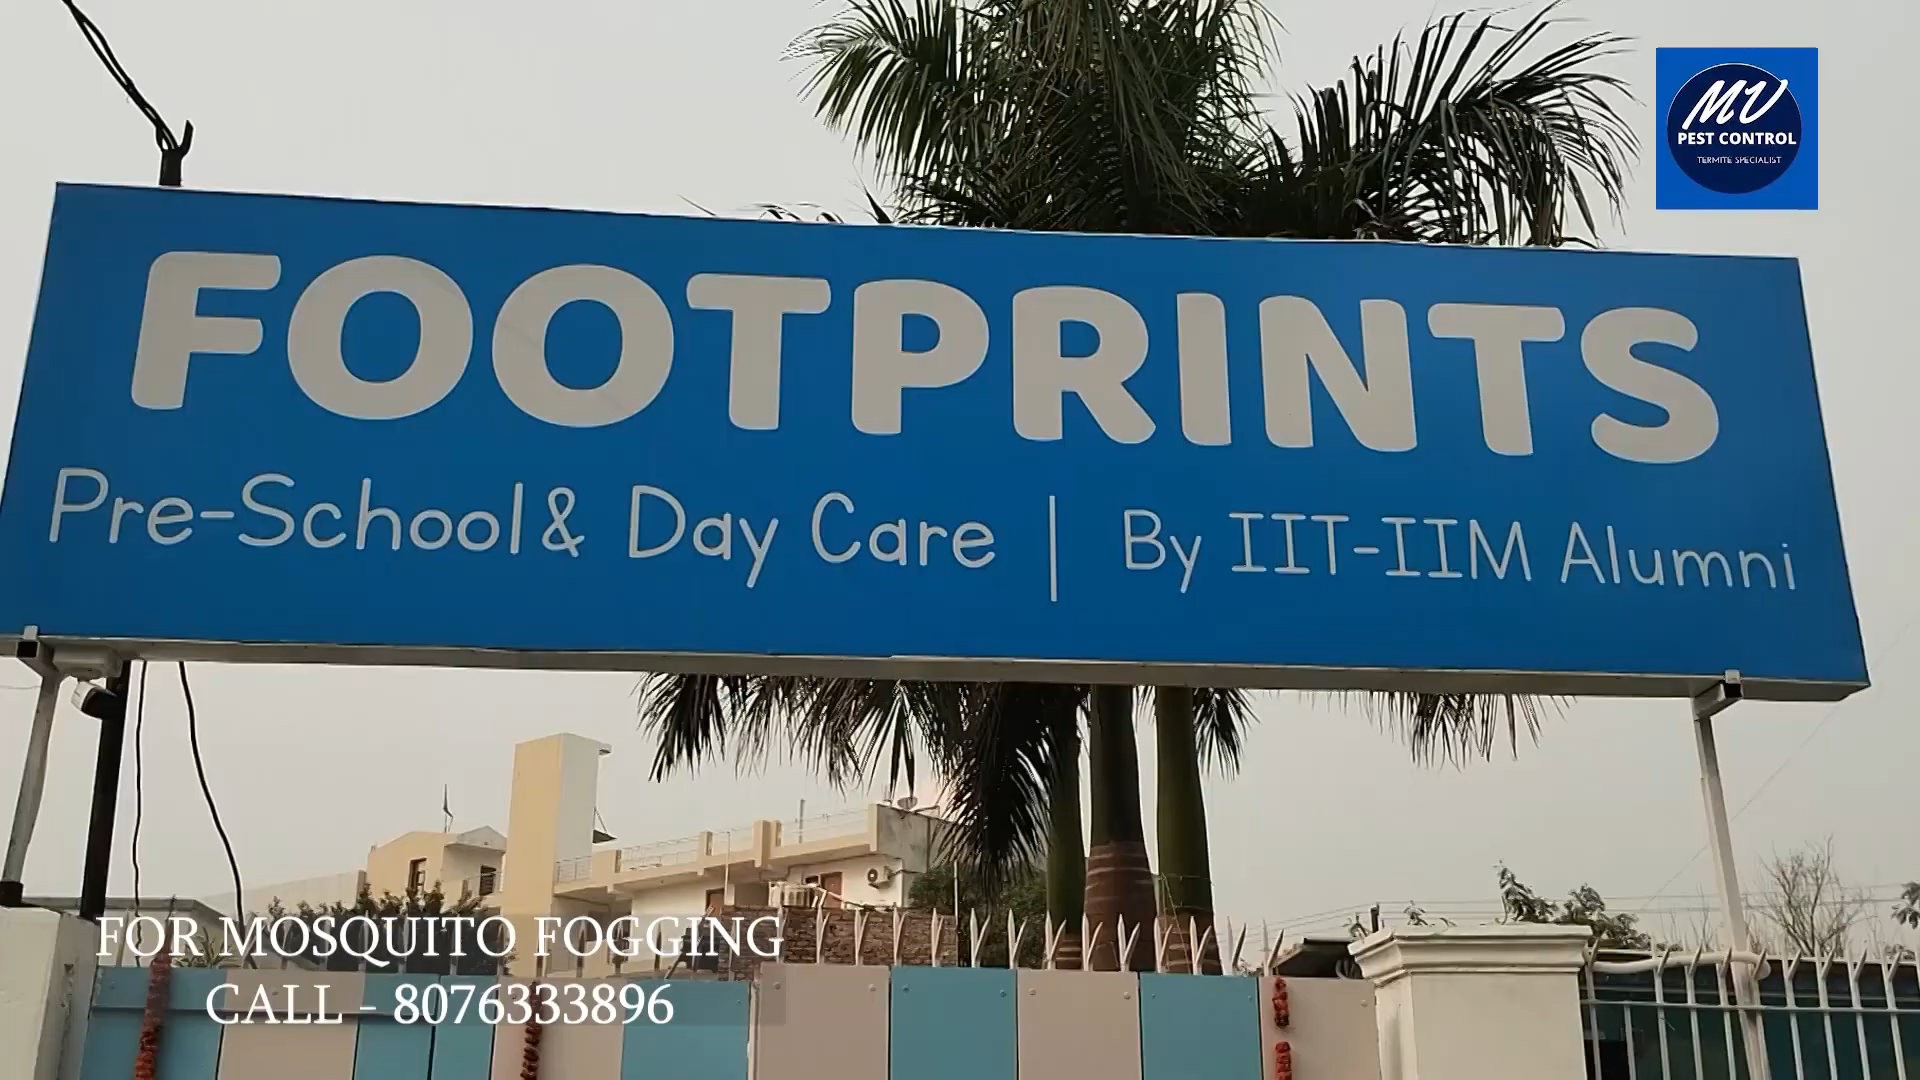 MV
PEST CONTROL
TERMITE SPECIALIST
FOOTPRINTS
Pre-School & Day Care | By IIT-IIM Alumni
FOR MOSQUITO FOGGING
CALL - 8076333896